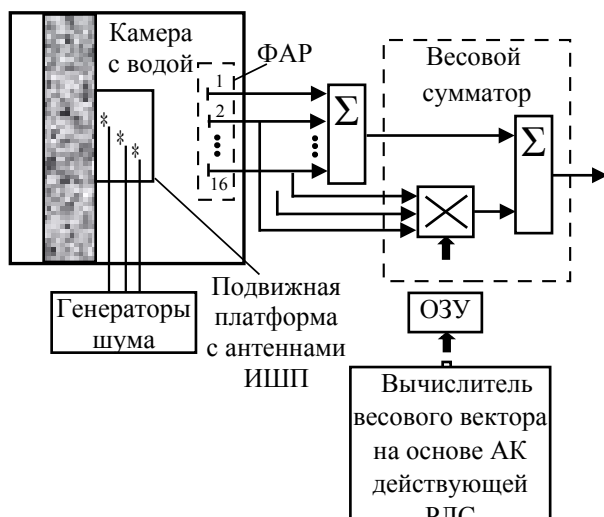 Камера
с водой
ФАР
1
2
16
Σ
Весовой
сумматор
Σ
Генераторы
шума
Подвижная
платформа
с антеннами
ИШП
ОЗУ
Вычислитель
весового вектора
на основе АК
действующей
РЛС